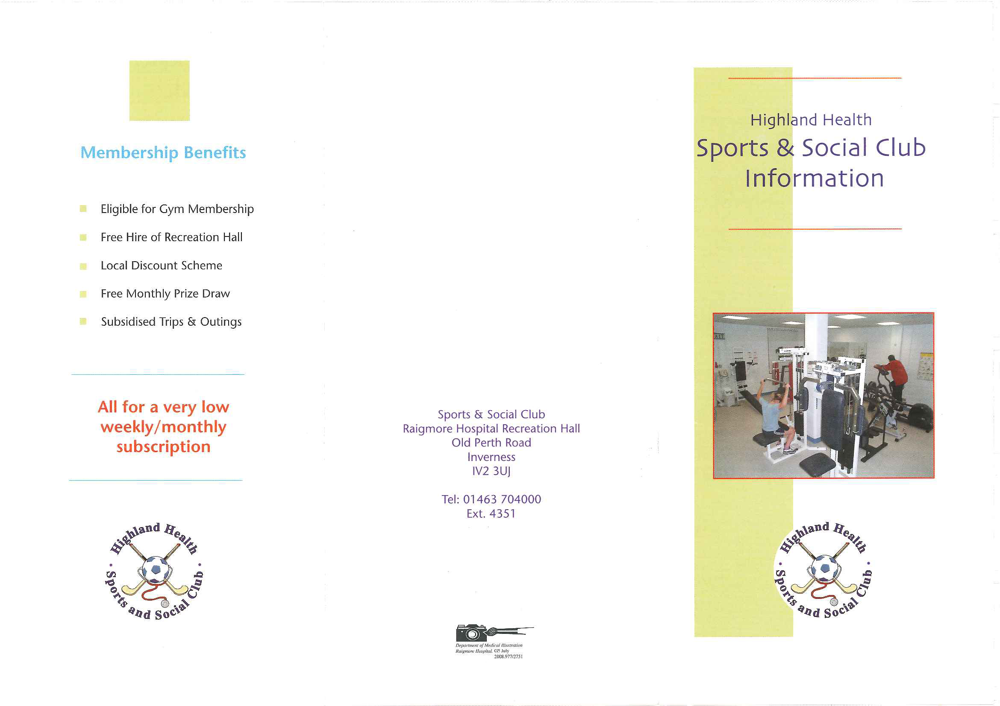 Membership Benefits
Eligible for Gym Membership
Free Hire of Recreation Hall
Local Discount Scheme
Free Monthly Prize Draw
Subsidised Trips & Outings
All for a very low
weekly/monthly
subscription
Highland Health
• Sports and Social Club •
Sports & Social Club
Raigmore Hospital Recreation Hall
Old Perth Road
Inverness
IV2 3UJ
Tel: 01463 704000
Ext. 4351
Department of Medical Illustration
Raigmore Hospital. G5 July
2008.977/2751
Highland Health
Sports & Social Club
Information
Highland Health
• Sports and Social Club •